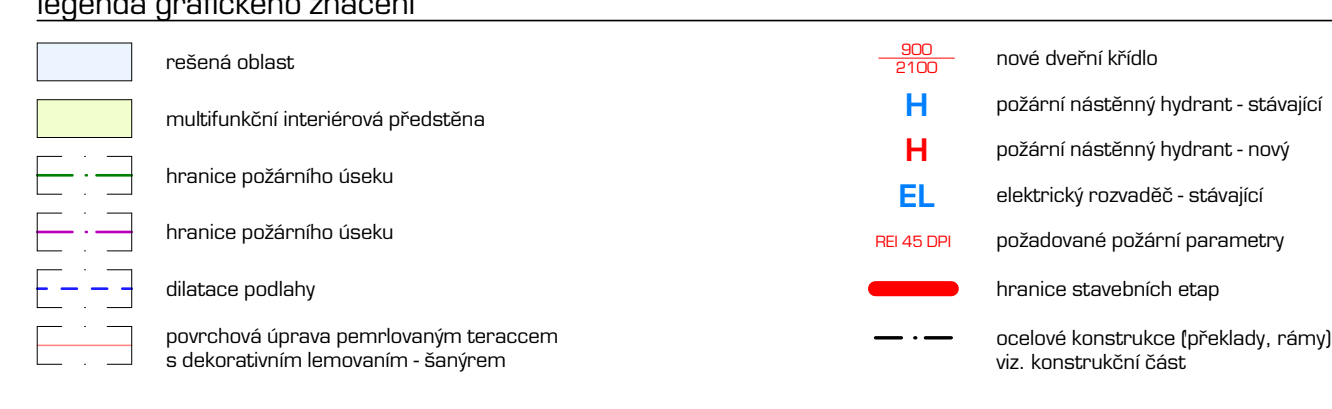 legenda grafického značení
řešená oblast
multifunkční interiérová předstěna
hranice požárního úseku
hranice požárního úseku
dilatace podlahy
povrchová úprava pemrlovaným teraccem
s dekorativním lemovaním - šanýrem
900
2100
nové dveřní křídlo
H
požární nástěnný hydrant - stávající
H
požární nástěnný hydrant - nový
EL
elektrický rozvaděč - stávající
REI 45 DPI
požadované požární parametry
hranice stavebních etap
ocelové konstrukce (překlady, rámy)
viz. konstrukční část